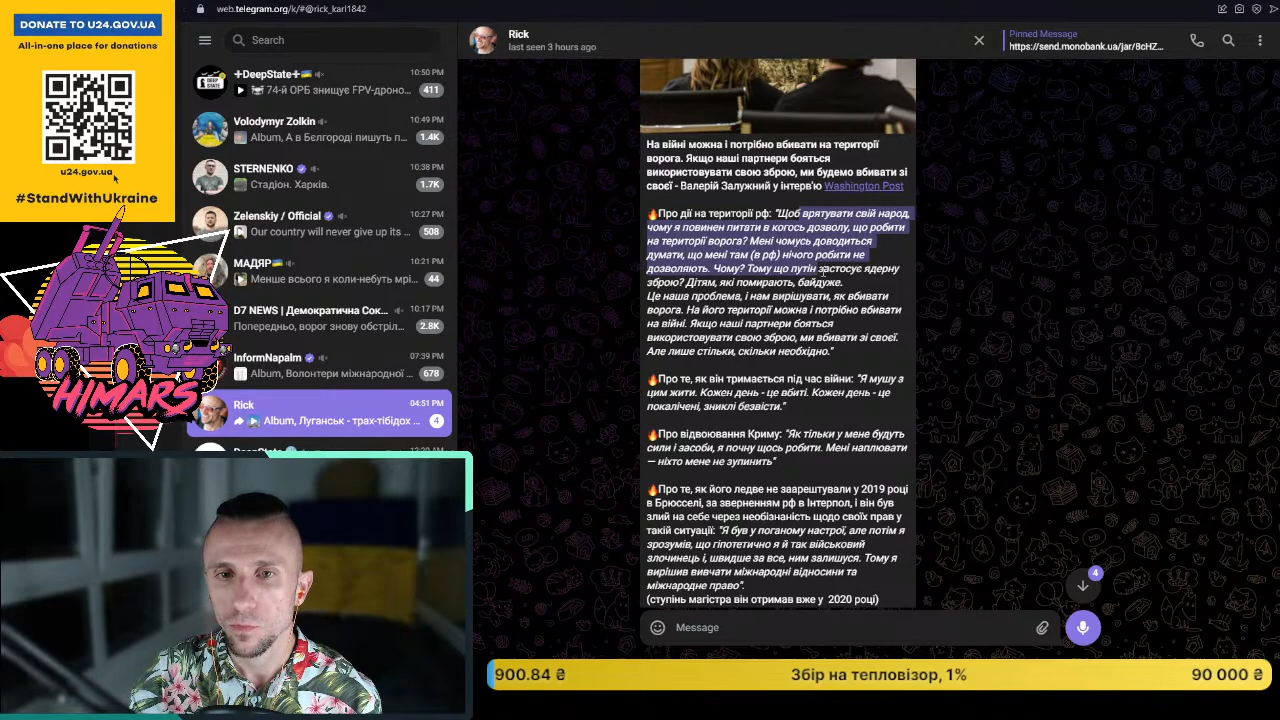 DONATE TO U24.GOV.UA
All-in-one place for donations
u24.gov.ua
#StandWithUkraine
HIMARS
web.telegram.org/k/#@rick_karl1842
Search
+DeepState+🇺🇦
10:50 PM
74-й ОРБ знищує FPV-дроно...
411
Volodymyr Zolkin
10:49 PM
Album, А в Бєлгороді пишуть п...
1.4K
STERNENKO
10:38 PM
Стадіон. Харків.
1.7K
Zelenskiy / Official
10:27 PM
Our country will never give up its ...
508
МАДЯР🇺🇦
10:21 PM
Менше всього я коли-небуть мрі...
44
D7 NEWS | Демократична Сок...
10:17 PM
Попередньо, ворог знову обстріл...
2.8K
InformNapalm
07:39 PM
Album, Волонтери міжнародної ...
678
Rick
04:51 PM
Album, Луганськ - трах-тібідох ...
4
Rick
last seen 3 hours ago
Pinned Message
https://send.monobank.ua/jar/8cHZ...
На війні можна і потрібно вбивати на території
ворога. Якщо наші партнери бояться
використовувати свою зброю, ми будемо вбивати зі
своєї - Валерій Залужний у інтерв'ю Washington Post
🔥Про дії на території рф: "Щоб врятувати свій народ,
чому я повинен питати в когось дозволу, що робити
на території ворога? Мені чомусь доводиться
думати, що мені там (в рф) нічого робити не
дозволяють. Чому? Тому що путін застосує ядерну
зброю? Дітям, які помирають, байдуже.
Це наша проблема, і нам вирішувати, як вбивати
ворога. На його території можна і потрібно вбивати
на війні. Якщо наші партнери бояться
використовувати свою зброю, ми вбивати зі своєї.
Але лише стільки, скільки необхідно."
🔥Про те, як він тримається під час війни: "Я мушу з
цим жити. Кожен день - це вбиті. Кожен день - це
покалічені, зниклі безвісти."
🔥Про відвоювання Криму: "Як тільки у мене будуть
сили і засоби, я почну щось робити. Мені наплювати
— ніхто мене не зупинить"
🔥Про те, як його ледве не заарештували у 2019 році
в Брюсселі, за зверненням рф в Інтерпол, і він був
злий на себе через необізнаність щодо своїх прав у
такій ситуації: "Я був у поганому настрої, але потім я
зрозумів, що гіпотетично я й так військовий
злочинець і, швидше за все, ним залишуся. Тому я
вирішив вивчати міжнародні відносини та
міжнародне право".
(ступінь магістра він отримав вже у 2020 році)
4
Message
900.84 ₴
Збір на тепловізор, 1%
90 000 ₴